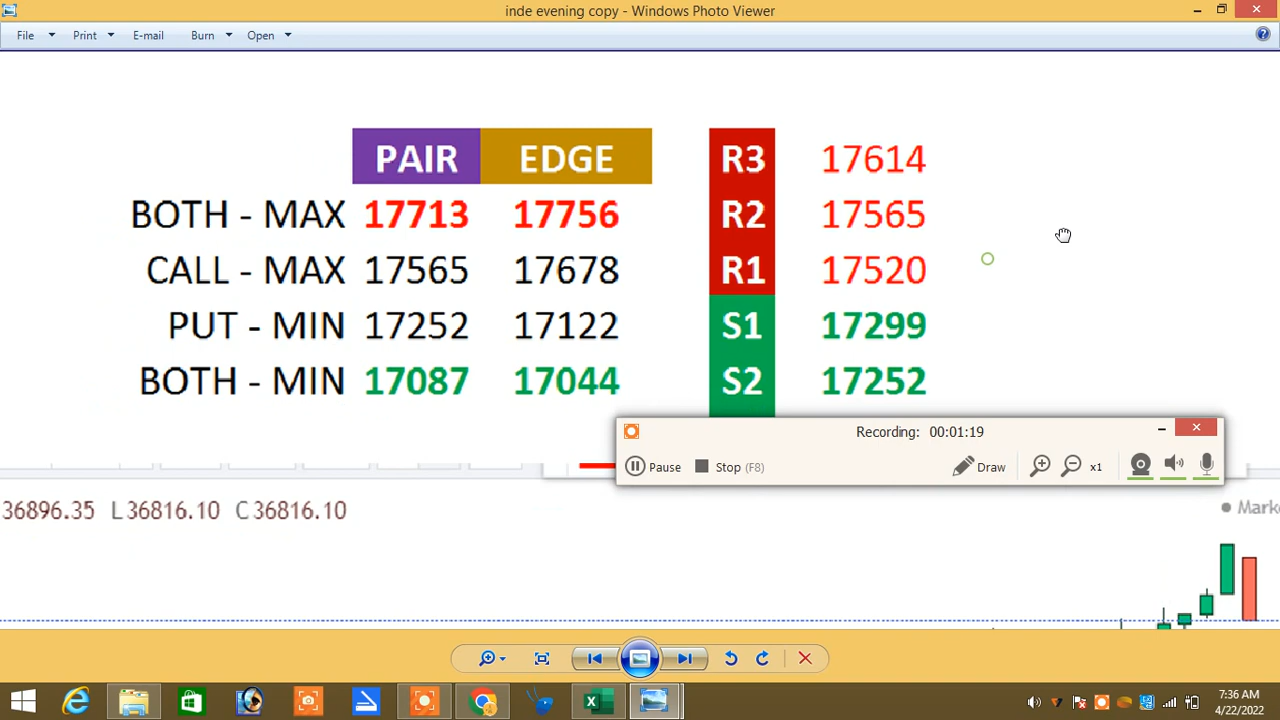 inde evening copy - Windows Photo Viewer
File Print E-mail Burn Open
PAIR EDGE R3 17614
BOTH - MAX 17713 17756 R2 17565
CALL - MAX 17565 17678 R1 17520
PUT - MIN 17252 17122 S1 17299
BOTH - MIN 17087 17044 S2 17252
Recording: 00:01:19
Pause Stop (F8) Draw x1
36896.35 L36816.10 C36816.10
Marke
7:36 AM
4/22/2022